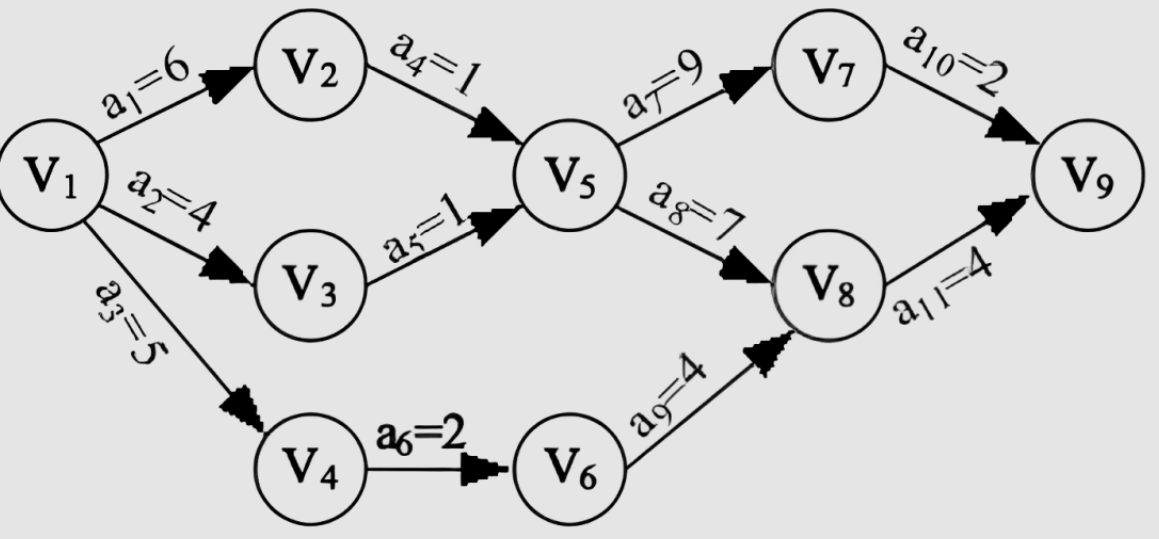 V₁
a₁=6
a₂=4
a₃=5
V₂
a₄=1
V₃
a₅=1
V₄
a₆=2
V₅
a₇=9
a₈=7
V₆
a₉=4
V₇
a₁₀=2
V₈
a₁₁=4
V₉